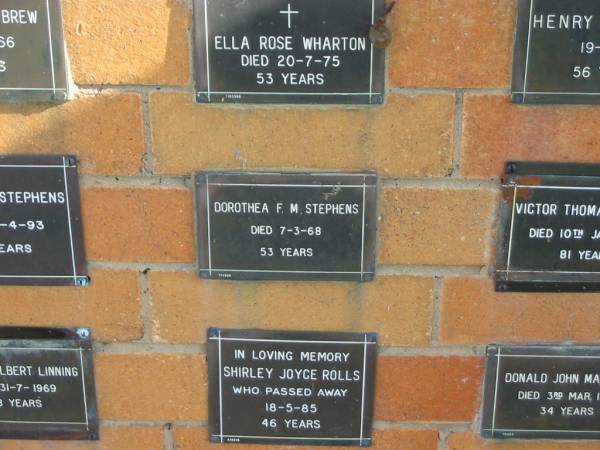 BREW
ELLA ROSE WHARTON
DIED 20-7-75
53 YEARS
HENRY
19-
56
STEPHENS
-4-93
EARS
DOROTHEA F. M. STEPHENS
DIED 7-3-68
53 YEARS
VICTOR THOMA
DIED 10TH JA
81 YEA
LBERT LINNING
31-7-1969
YEARS
IN LOVING MEMORY
SHIRLEY JOYCE ROLLS
WHO PASSED AWAY
18-5-85
46 YEARS
DONALD JOHN MA
DIED 3RD MAR, 1
34 YEARS